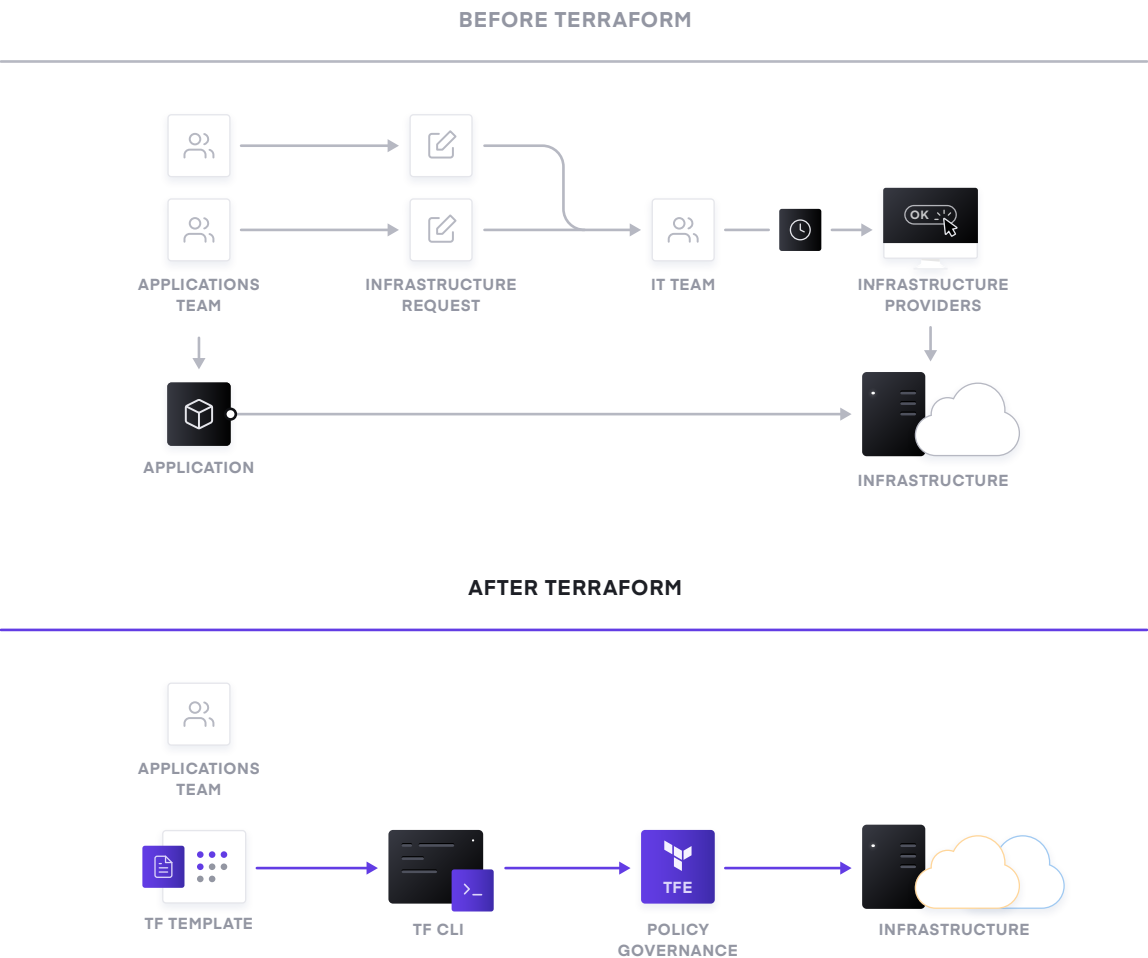 BEFORE TERRAFORM
OK
APPLICATIONS
TEAM
INFRASTRUCTURE
REQUEST
IT TEAM
INFRASTRUCTURE
PROVIDERS
APPLICATION
INFRASTRUCTURE
AFTER TERRAFORM
APPLICATIONS
TEAM
TFE
TF TEMPLATE
TF CLI
POLICY
GOVERNANCE
INFRASTRUCTURE